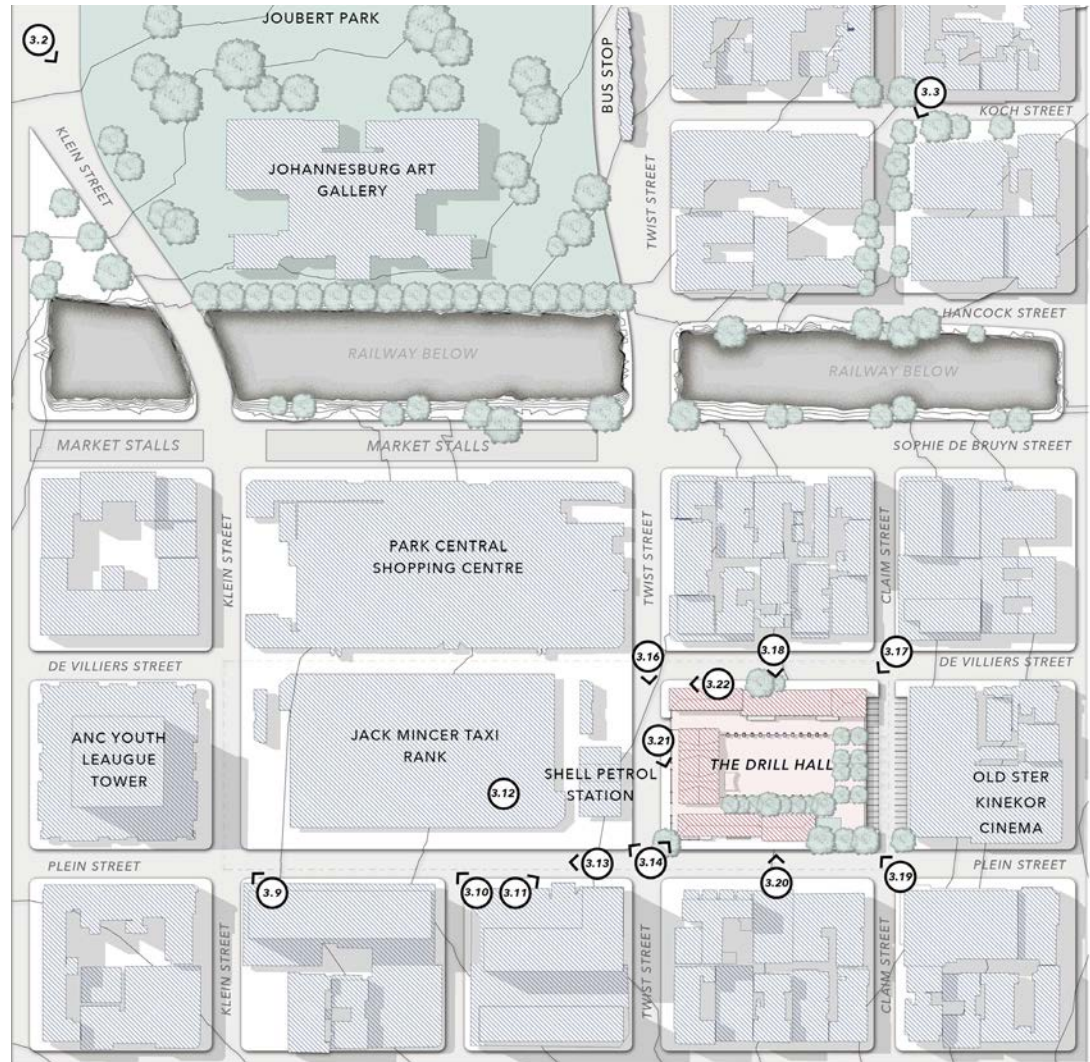 JOUBERT PARK
3.2
BUS STOP
3.3
KOCH STREET
KLEIN STREET
JOHANNESBURG ART
GALLERY
TWIST STREET
HANCOCK STREET
RAILWAY BELOW
RAILWAY BELOW
MARKET STALLS
MARKET STALLS
SOPHIE DE BRUYN STREET
KLEIN STREET
PARK CENTRAL
SHOPPING CENTRE
TWIST STREET
CLAIM STREET
DE VILLIERS STREET
3.16
3.18
3.17
DE VILLIERS STREET
3.22
ANC YOUTH
LEAUGUE
TOWER
JACK MINCER TAXI
RANK
3.12
SHELL PETROL
STATION
3.21
THE DRILL HALL
OLD STER
KINEKOR
CINEMA
PLEIN STREET
3.13
3.14
3.20
3.19
PLEIN STREET
3.9
3.10
3.11
KLEIN STREET
TWIST STREET
CLAIM STREET